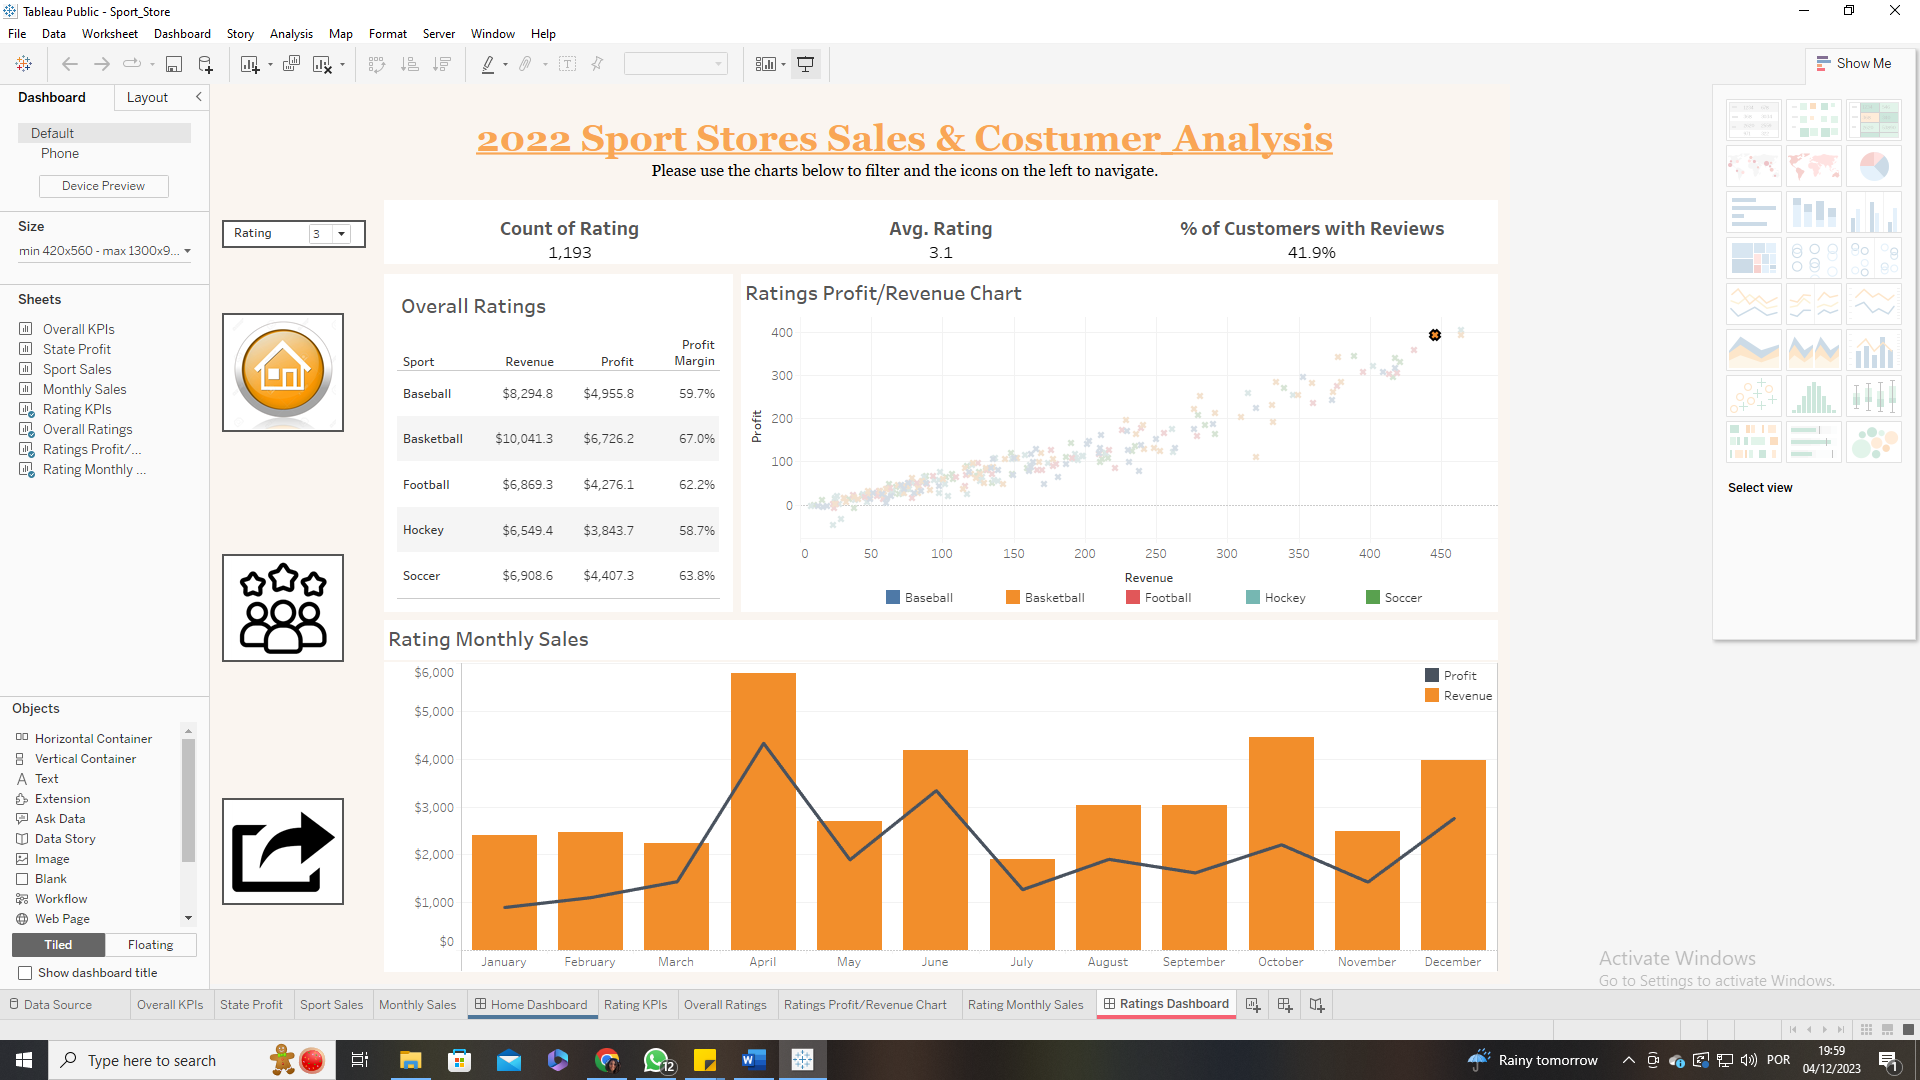 Tableau Public - Sport_Store
File Data Worksheet Dashboard Story Analysis Map Format Server Window Help
Show Me
Dashboard Layout
Default
Phone
Device Preview
Size
min 420x560 - max 1300x9...
Sheets
Overall KPIs
State Profit
Sport Sales
Monthly Sales
Rating KPIs
Overall Ratings
Ratings Profit/...
Rating Monthly ...
Objects
Horizontal Container
Vertical Container
Text
Extension
Ask Data
Data Story
Image
Blank
Workflow
Web Page
Tiled Floating
Show dashboard title
2022 Sport Stores Sales & Costumer Analysis
Please use the charts below to filter and the icons on the left to navigate.
Rating 3
Count of Rating Avg. Rating % of Customers with Reviews
1,193 3.1 41.9%
Overall Ratings
Sport Revenue Profit Profit Margin
Baseball $8,294.8 $4,955.8 59.7%
Basketball $10,041.3 $6,726.2 67.0%
Football $6,869.3 $4,276.1 62.2%
Hockey $6,549.4 $3,843.7 58.7%
Soccer $6,908.6 $4,407.3 63.8%
Ratings Profit/Revenue Chart
Profit
400
300
200
100
0
0 50 100 150 200 250 300 350 400 450
Revenue
Baseball Basketball Football Hockey Soccer
Rating Monthly Sales
Profit
Revenue
$6,000
$5,000
$4,000
$3,000
$2,000
$1,000
$0
January February March April May June July August September October November December
Select view
Activate Windows
Go to Settings to activate Windows.
Data Source Overall KPIs State Profit Sport Sales Monthly Sales Home Dashboard Rating KPIs Overall Ratings Ratings Profit/Revenue Chart Rating Monthly Sales Ratings Dashboard
Type here to search
12
Rainy tomorrow
POR
19:59
04/12/2023
1